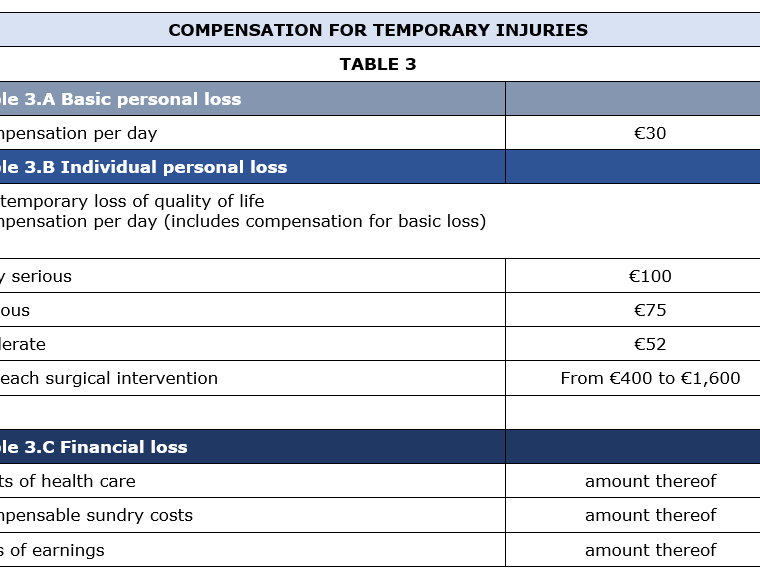 COMPENSATION FOR TEMPORARY INJURIES
TABLE 3
le 3.A Basic personal loss
npensation per day €30
le 3.B Individual personal loss
temporary loss of quality of life
npensation per day (includes compensation for basic loss)
y serious €100
ous €75
lerate €52
each surgical intervention From €400 to €1,600
le 3.C Financial loss
ts of health care amount thereof
npensable sundry costs amount thereof
s of earnings amount thereof